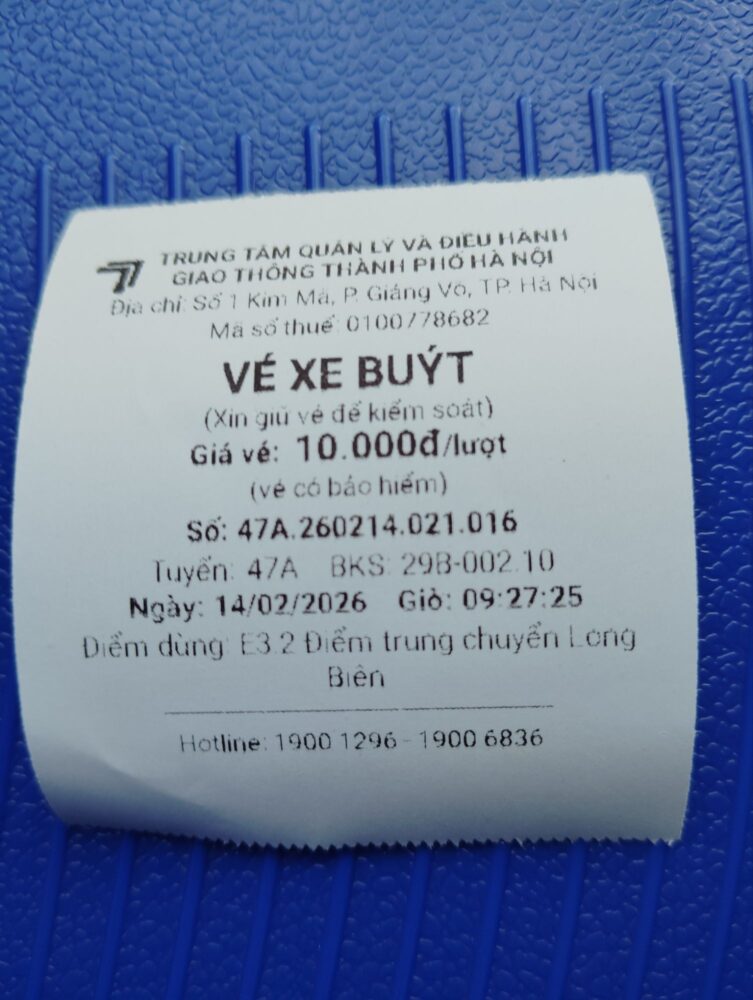 TRUNG TÂM QUẢN LÝ VÀ ĐIỀU HÀNH
GIAO THÔNG THÀNH PHỐ HÀ NỘI
Địa chỉ: Số 1 Kim Mã, P. Giảng Võ, TP. Hà Nội
Mã số thuế: 0100778682
VÉ XE BUÝT
(Xin giữ vé để kiểm soát)
Giá vé: 10.000đ/lượt
(vé có bảo hiểm)
Số: 47A.260214.021.016
Tuyến: 47A BKS: 29B-002.10
Ngày: 14/02/2026 Giờ: 09:27:25
Điểm dừng: E3.2 Điểm trung chuyển Long
Biên
Hotline: 1900 1296 - 1900 6836